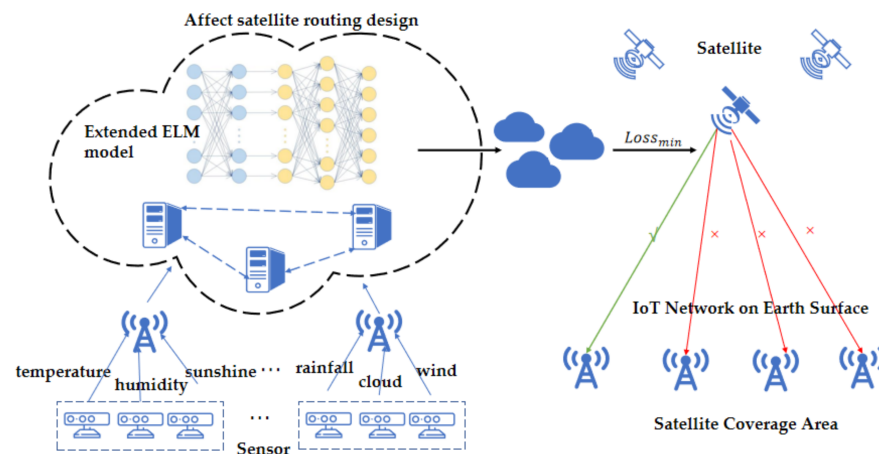 Affect satellite routing design
Extended ELM
model
Satellite
Loss_min
√
×
×
×
IoT Network on Earth Surface
temperature
humidity
sunshine
...
rainfall
cloud
wind
...
Sensor
Satellite Coverage Area